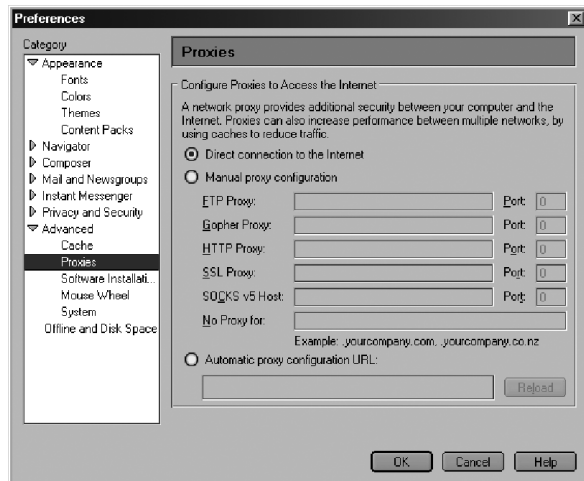 Preferences
Category
Appearance
Fonts
Colors
Themes
Content Packs
Navigator
Composer
Mail and Newsgroups
Instant Messenger
Privacy and Security
Advanced
Cache
Proxies
Software Installati...
Mouse Wheel
System
Offline and Disk Space
Proxies
Configure Proxies to Access the Internet
A network proxy provides additional security between your computer and the
Internet. Proxies can also increase performance between multiple networks, by
using caches to reduce traffic.
Direct connection to the Internet
Manual proxy configuration
FTP Proxy: Port: 0
Gopher Proxy: Port: 0
HTTP Proxy: Port: 0
SSL Proxy: Port: 0
SOCKS v5 Host: Port: 0
No Proxy for:
Example: .yourcompany.com, .yourcompany.co.nz
Automatic proxy configuration URL:
Reload
OK Cancel Help